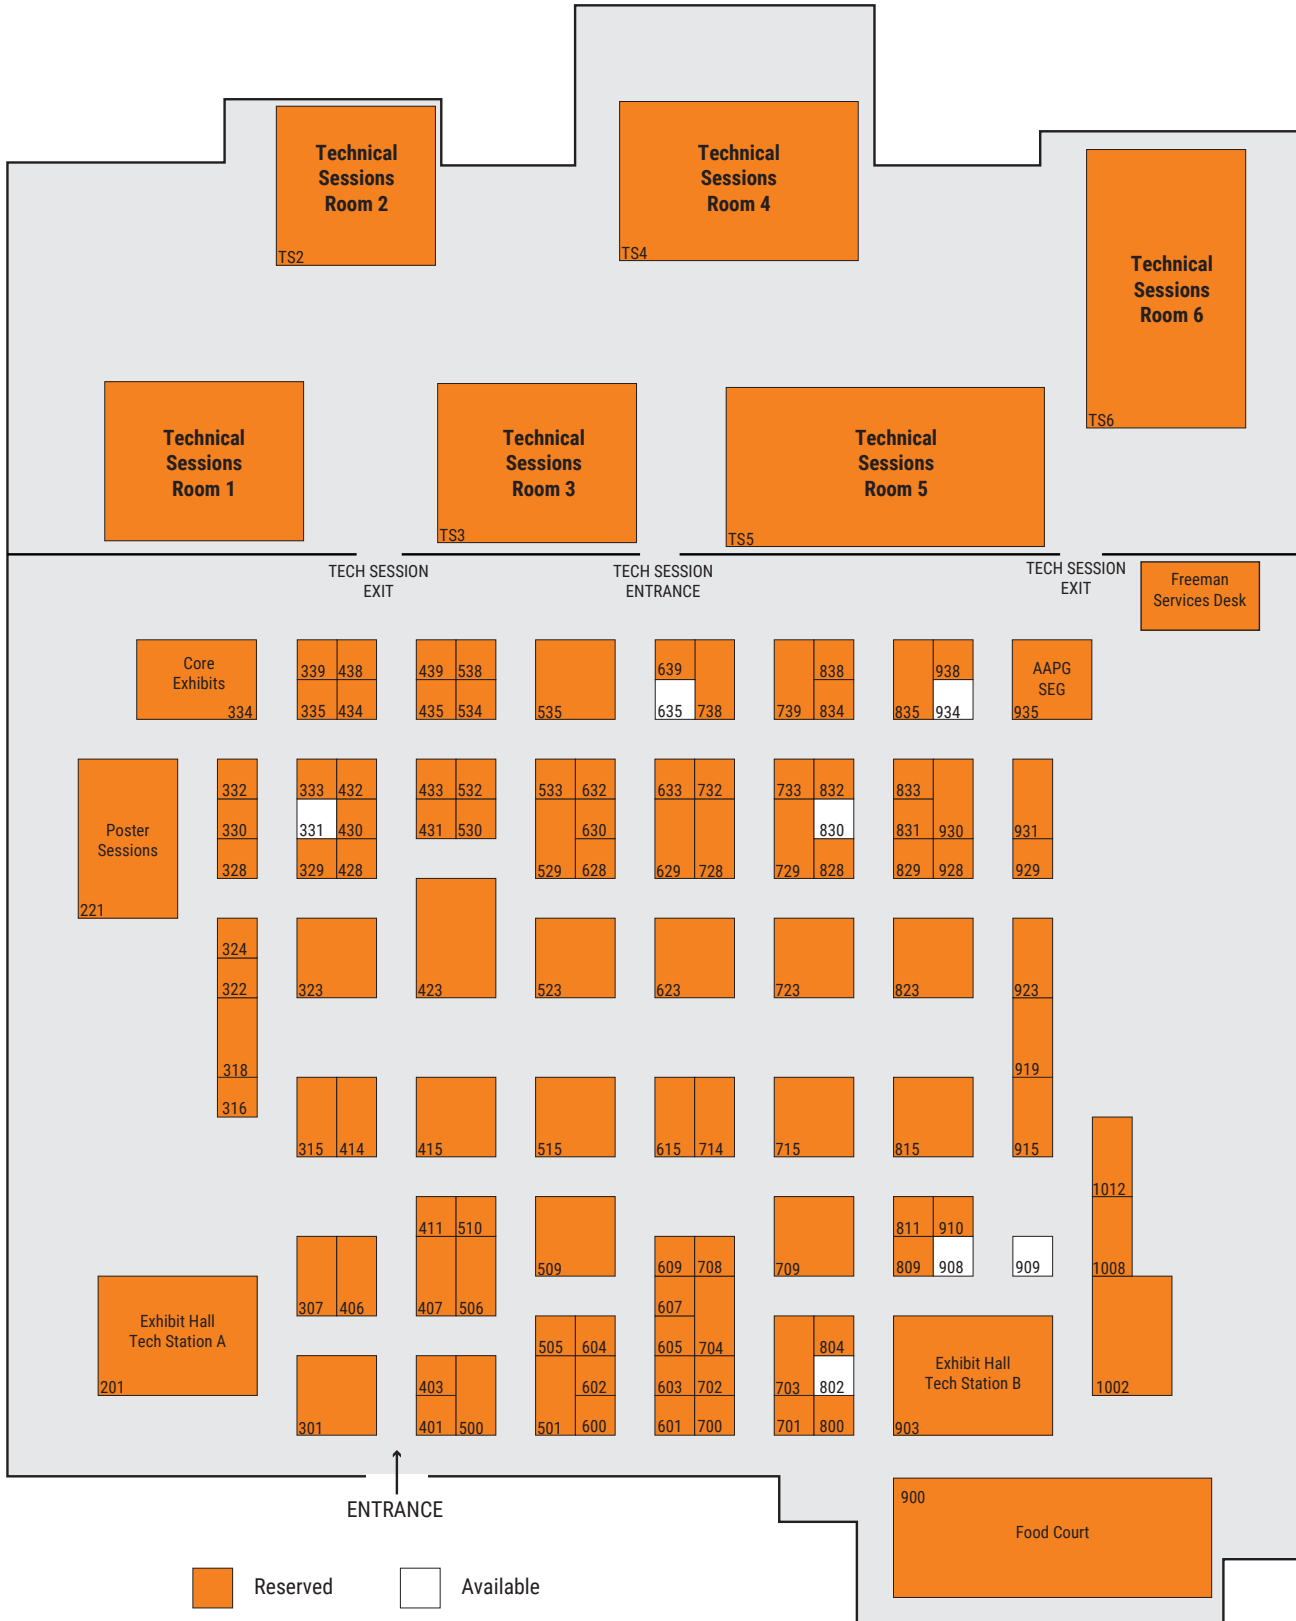 Technical
Sessions
Room 2
TS2
Technical
Sessions
Room 4
TS4
Technical
Sessions
Room 6
TS6
Technical
Sessions
Room 1
Technical
Sessions
Room 3
TS3
Technical
Sessions
Room 5
TS5
TECH SESSION
EXIT
TECH SESSION
ENTRANCE
TECH SESSION
EXIT
Freeman
Services Desk
Core
Exhibits
334
339 438 439 538 639 838 938
AAPG
SEG
335 434 435 534 535 635 738 739 834 835 934 935
332 333 432 433 532 533 632 633 732 733 832 833
Poster
Sessions
221
330 331 430 431 530 630 830 831 930 931
328 329 428 529 628 629 728 729 828 829 928 929
324
322 323 423 523 623 723 823 923
318 919
316
315 414 415 515 615 714 715 815 915
1012
411 510 811 910
509 609 708 709 809 908 909 1008
307 406 407 506 607
Exhibit Hall
Tech Station A
201
505 604 605 704 804
403 602 603 702 703 802
Exhibit Hall
Tech Station B
903
1002
301 401 500 501 600 601 700 701 800
ENTRANCE
900
Food Court
Reserved
Available